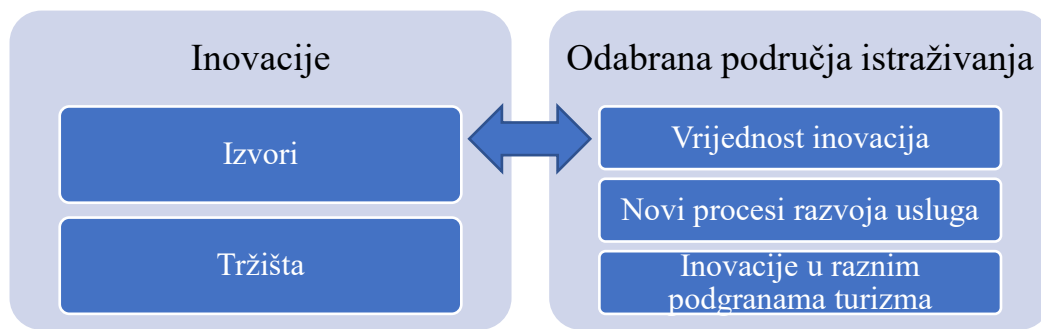 Inovacije
Izvori
Tržišta
Odabrana područja istraživanja
Vrijednost inovacija
Novi procesi razvoja usluga
Inovacije u raznim
podgranama turizma